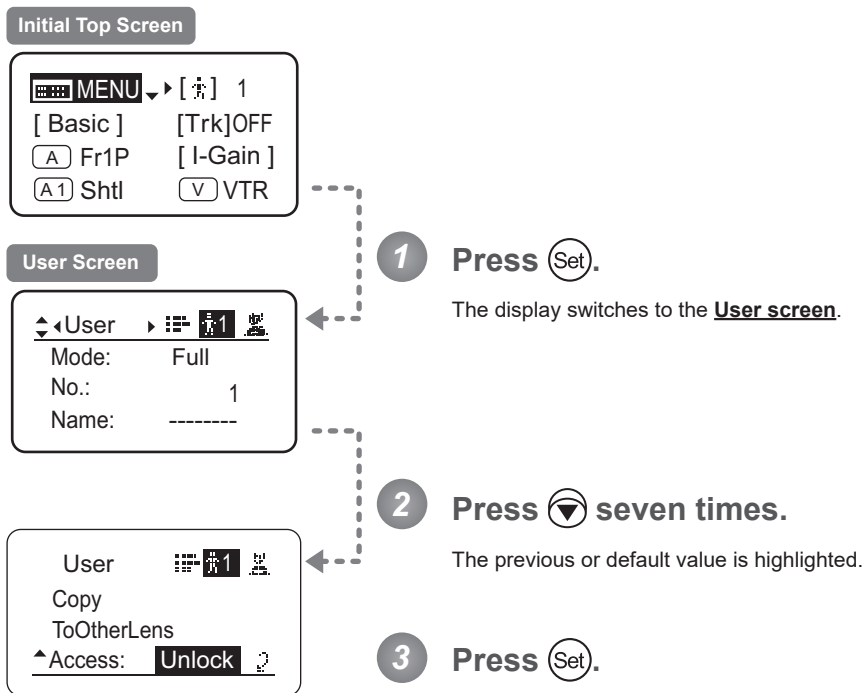 Initial Top Screen
MENU [ ] 1
[ Basic ] [Trk]OFF
A Fr1P [ I-Gain ]
A1 Shtl V VTR
1 Press Set.
The display switches to the User screen.
User Screen
User 1
Mode: Full
No.: 1
Name: --------
2 Press seven times.
The previous or default value is highlighted.
User 1
Copy
ToOtherLens
Access: Unlock
3 Press Set.